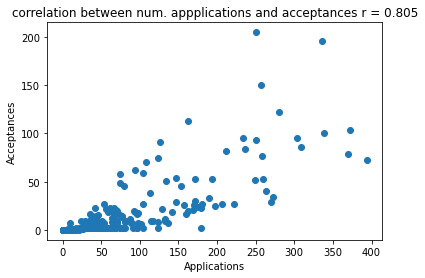 correlation between num. appplications and acceptances r = 0.805
200
150
100
50
0
Acceptances
0 50 100 150 200 250 300 350 400
Applications